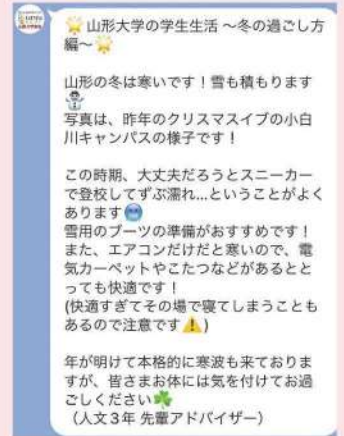 🌟山形大学の学生生活 ～冬の過ごし方
編～🌟
山形の冬は寒いです！雪も積もります
⛄
写真は、昨年のクリスマスイブの小白
川キャンパスの様子です！
この時期、大丈夫だろうとスニーカー
で登校してずぶ濡れ...ということがよく
あります🥶
雪用のブーツの準備がおすすめです！
また、エアコンだけだと寒いので、電
気カーペットやこたつなどがあるとと
っても快適です！
(快適すぎてその場で寝てしまうことも
あるので注意です⚠️)
年が明けて本格的に寒波も来ておりま
すが、皆さまお体には気を付けてお過
ごしください🍀
（人文３年 先輩アドバイザー）